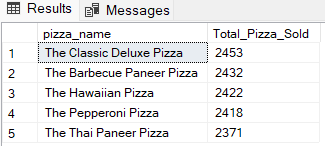 Results Messages
pizza_name Total_Pizza_Sold
1 The Classic Deluxe Pizza 2453
2 The Barbecue Paneer Pizza 2432
3 The Hawaiian Pizza 2422
4 The Pepperoni Pizza 2418
5 The Thai Paneer Pizza 2371